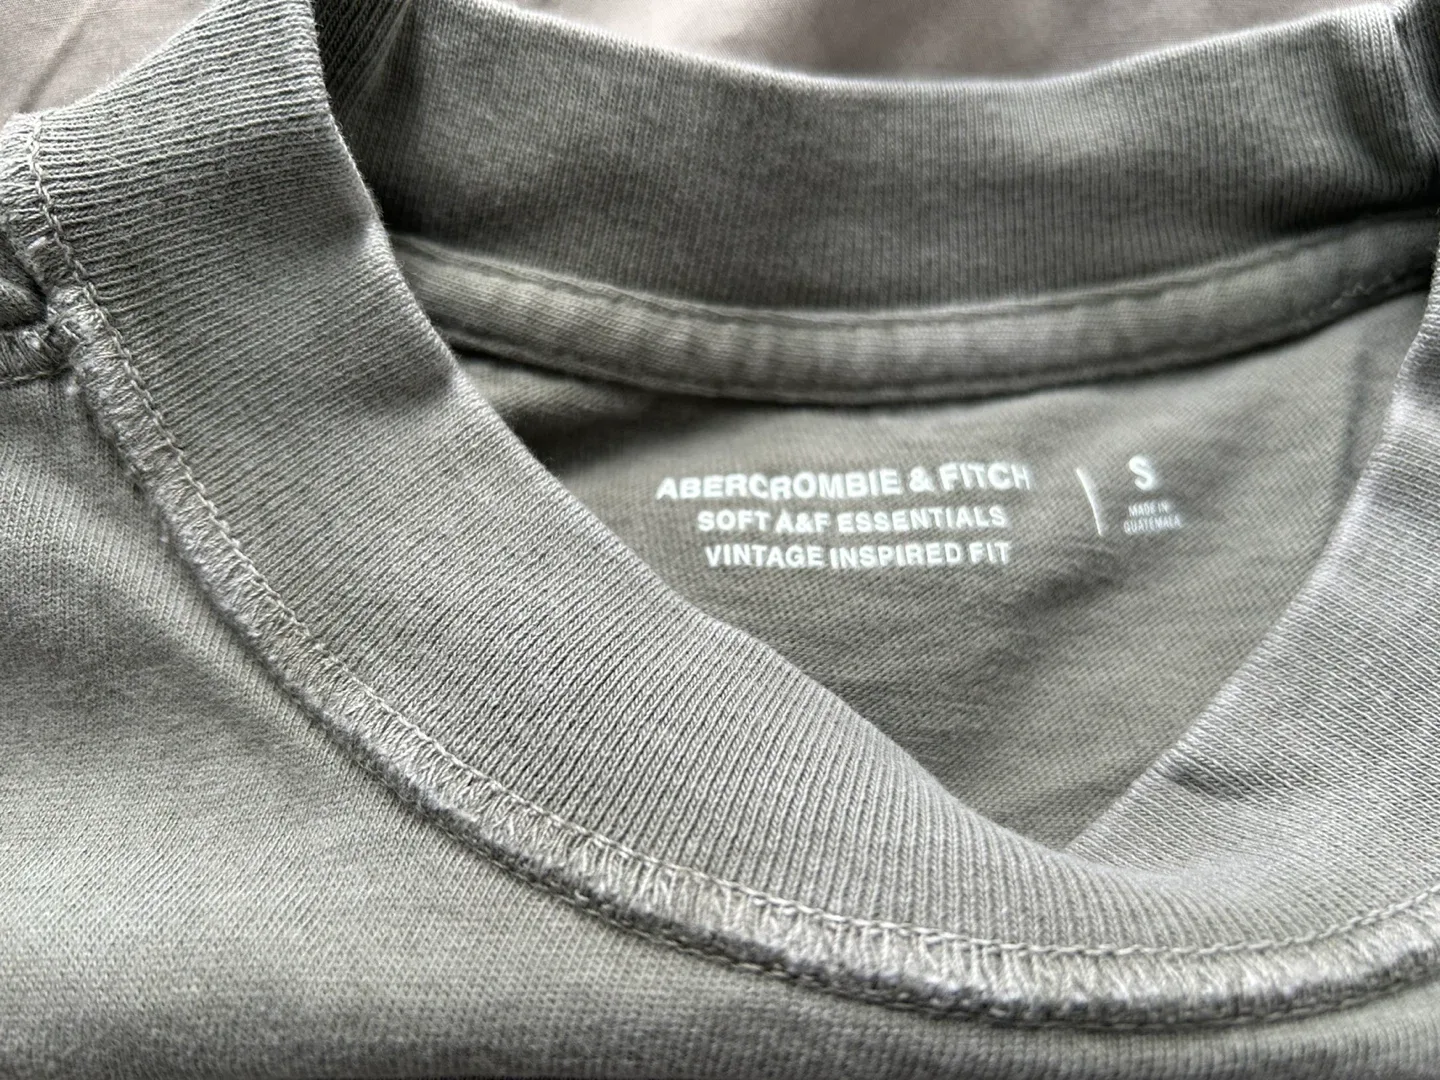 ABERCROMBIE & FITCH
SOFT A&F ESSENTIALS
VINTAGE INSPIRED FIT
S
MADE IN
GUATEMALA